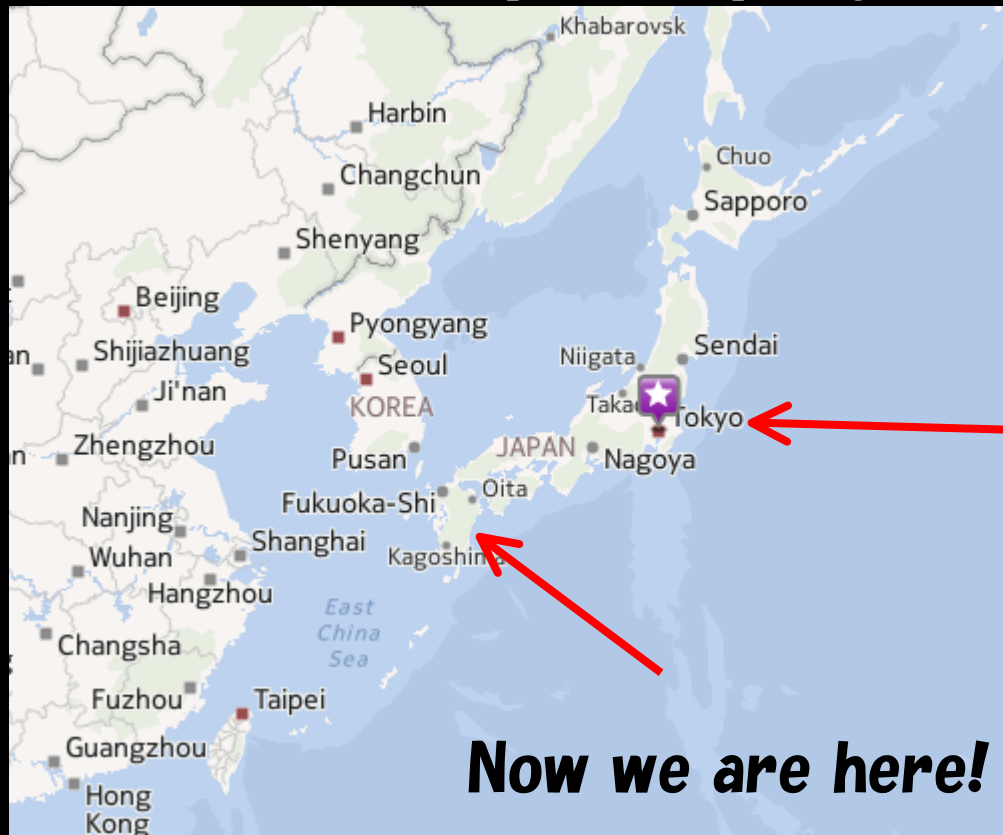 Khabarovsk
Harbin
Chuo
Changchun
Sapporo
Shenyang
Beijing
Pyongyang
Sendai
an
Shijiazhuang
Niigata
Seoul
Ji'nan
KOREA
Tokyo
n
Zhengzhou
Pusan
JAPAN
Nagoya
Fukuoka-Shi
Oita
Nanjing
Shanghai
Wuhan
Kagoshima
Hangzhou
East
China
Sea
Changsha
Fuzhou
Taipei
Guangzhou
Now we are here!
Hong
Kong